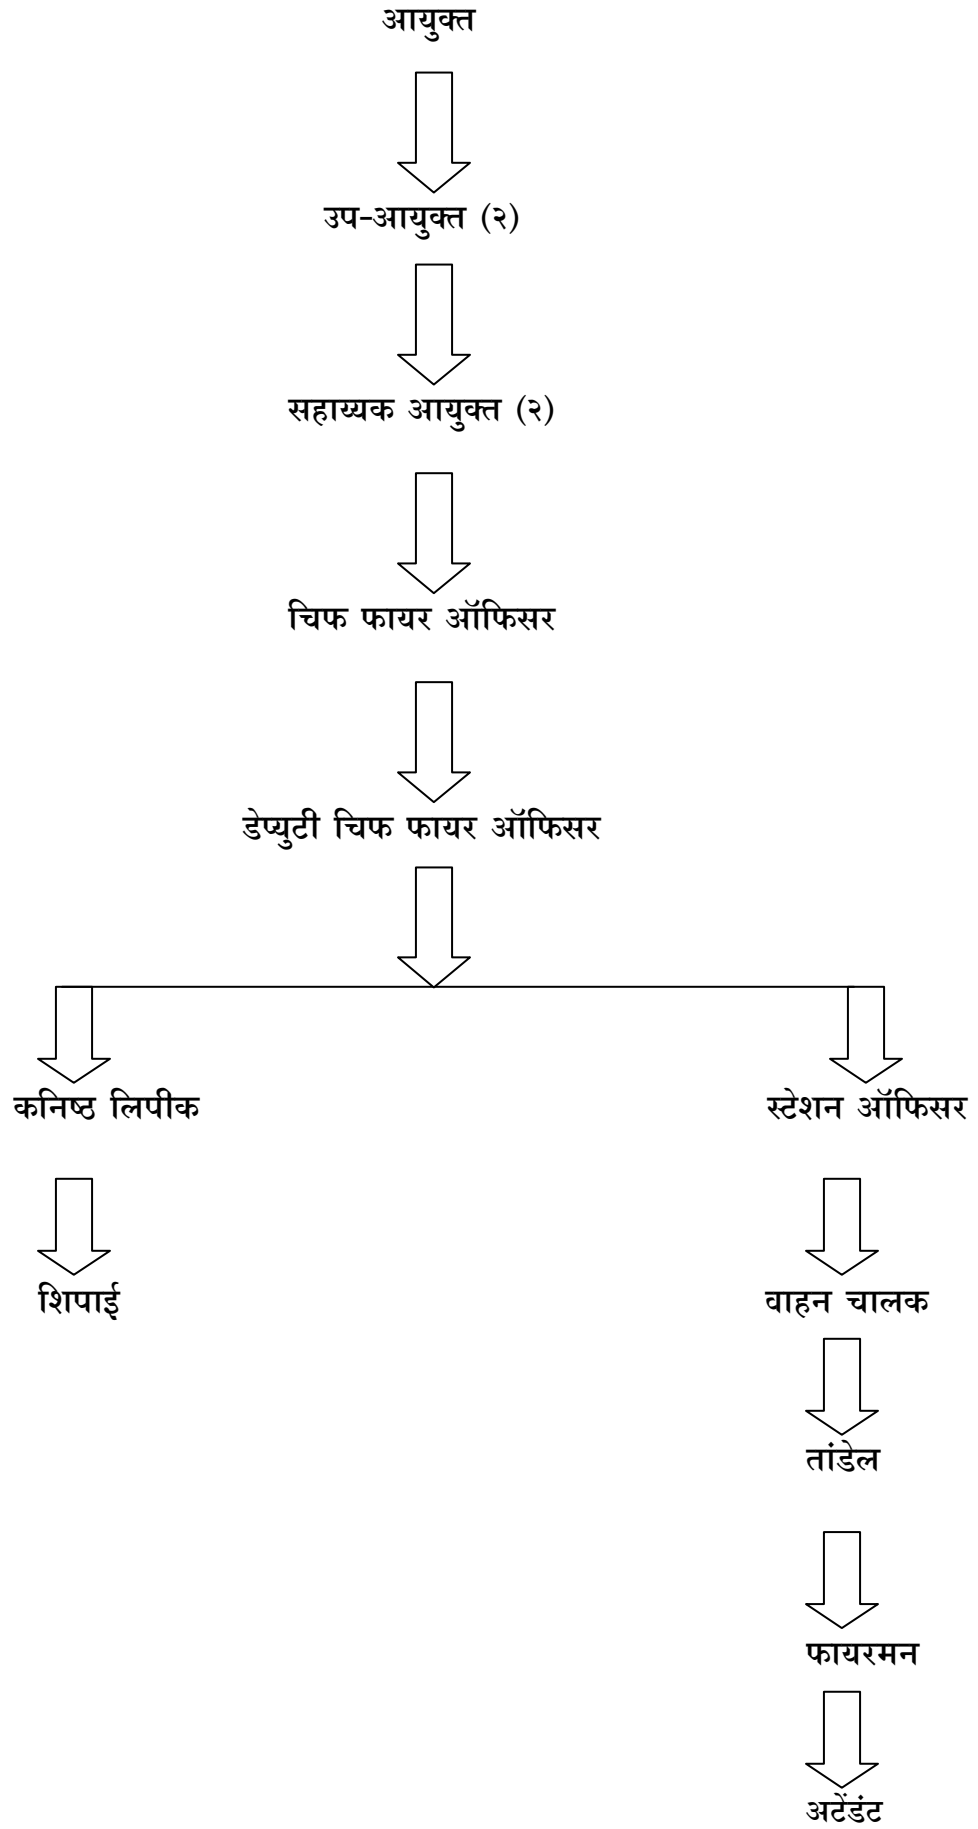 आयुक्त
उप-आयुक्त (२)
सहाय्यक आयुक्त (२)
चिफ फायर ऑफिसर
डेप्युटी चिफ फायर ऑफिसर
कनिष्ठ लिपीक
स्टेशन ऑफिसर
शिपाई
वाहन चालक
तांडेल
फायरमन
अटेंडंट